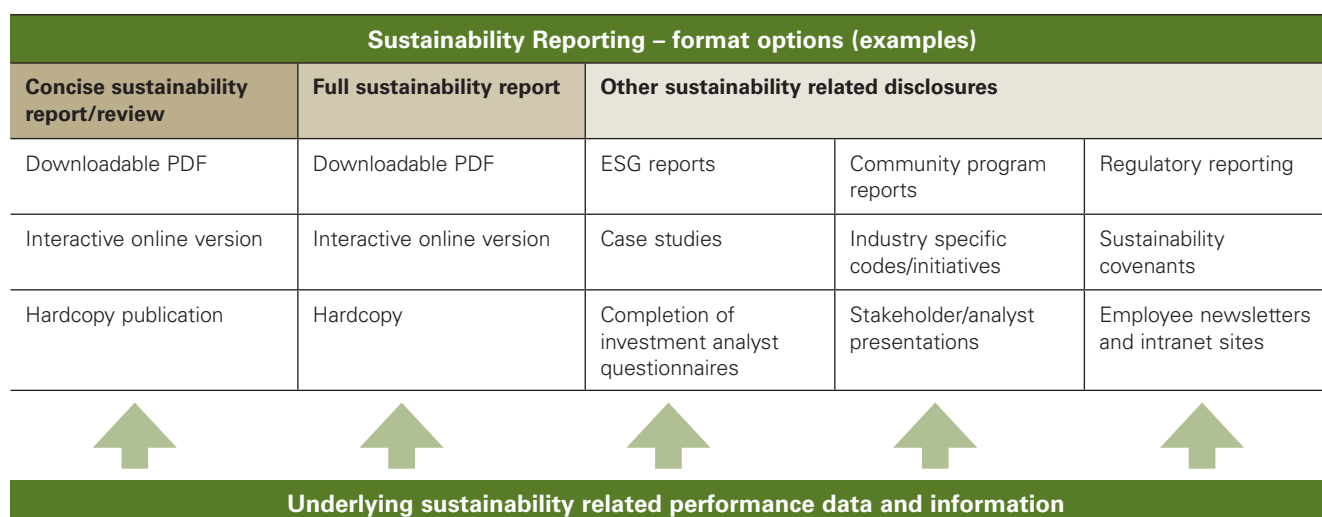 Sustainability Reporting – format options (examples)
Concise sustainability
report/review
Full sustainability report
Other sustainability related disclosures
Downloadable PDF
Downloadable PDF
ESG reports
Community program
reports
Regulatory reporting
Interactive online version
Interactive online version
Case studies
Industry specific
codes/initiatives
Sustainability
covenants
Hardcopy publication
Hardcopy
Completion of
investment analyst
questionnaires
Stakeholder/analyst
presentations
Employee newsletters
and intranet sites
Underlying sustainability related performance data and information